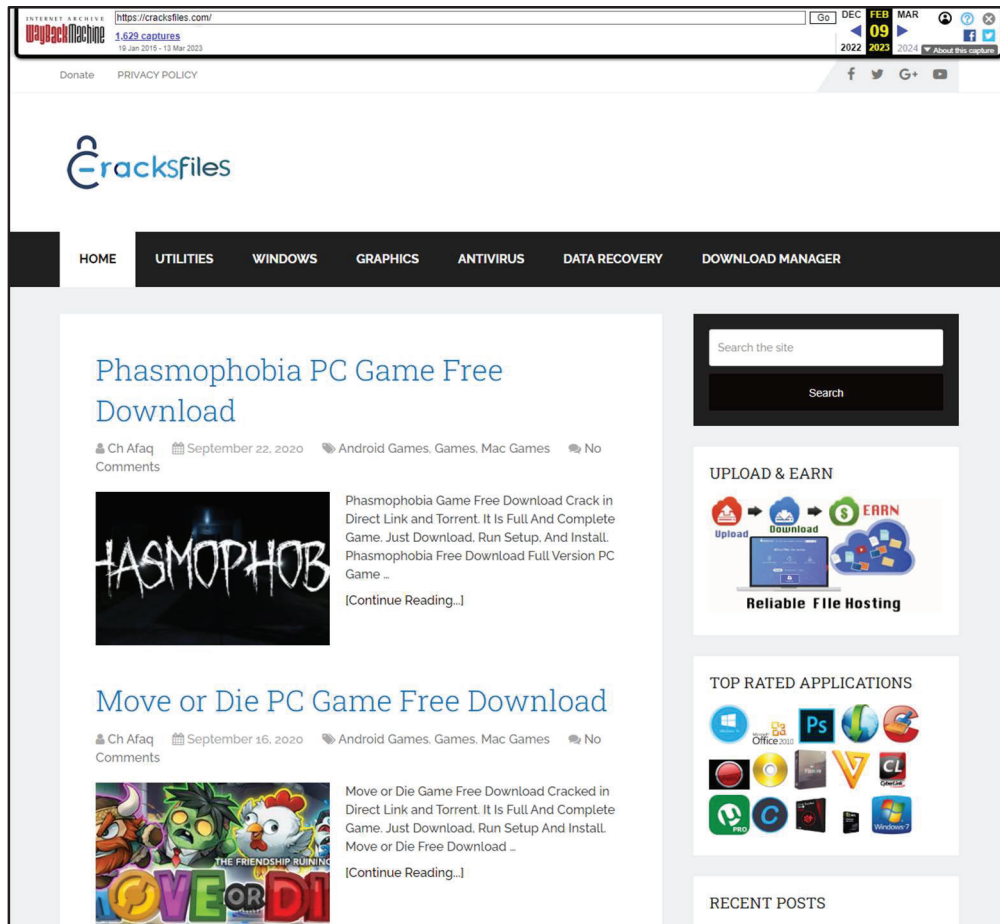 INTERNET ARCHIVE
WayBackMachine
https://cracksfiles.com/
Go
DEC FEB MAR
1,629 captures
09
19 Jan 2015 - 13 Mar 2023
2022 2023 2024
About this capture
Donate PRIVACY POLICY
Cracksfiles
HOME UTILITIES WINDOWS GRAPHICS ANTIVIRUS DATA RECOVERY DOWNLOAD MANAGER
Phasmophobia PC Game Free
Download
Ch Afaq September 22, 2020 Android Games, Games, Mac Games No
Comments
HASMOPHOB
Phasmophobia Game Free Download Crack in
Direct Link and Torrent. It Is Full And Complete
Game. Just Download, Run Setup, And Install.
Phasmophobia Free Download Full Version PC
Game ...
[Continue Reading...]
Move or Die PC Game Free Download
Ch Afaq September 16, 2020 Android Games, Games, Mac Games No
Comments
THE FRIENDSHIP RUINING
MOVE OR DI
Move or Die Game Free Download Cracked in
Direct Link and Torrent. It Is Full And Complete
Game. Just Download, Run Setup And Install.
Move or Die Free Download ...
[Continue Reading...]
Search the site
Search
UPLOAD & EARN
EARN
Upload
Download
Reliable FIle Hosting
TOP RATED APPLICATIONS
Office 2010
Ps
CL
CyberLink
PRO
Windows 7
RECENT POSTS